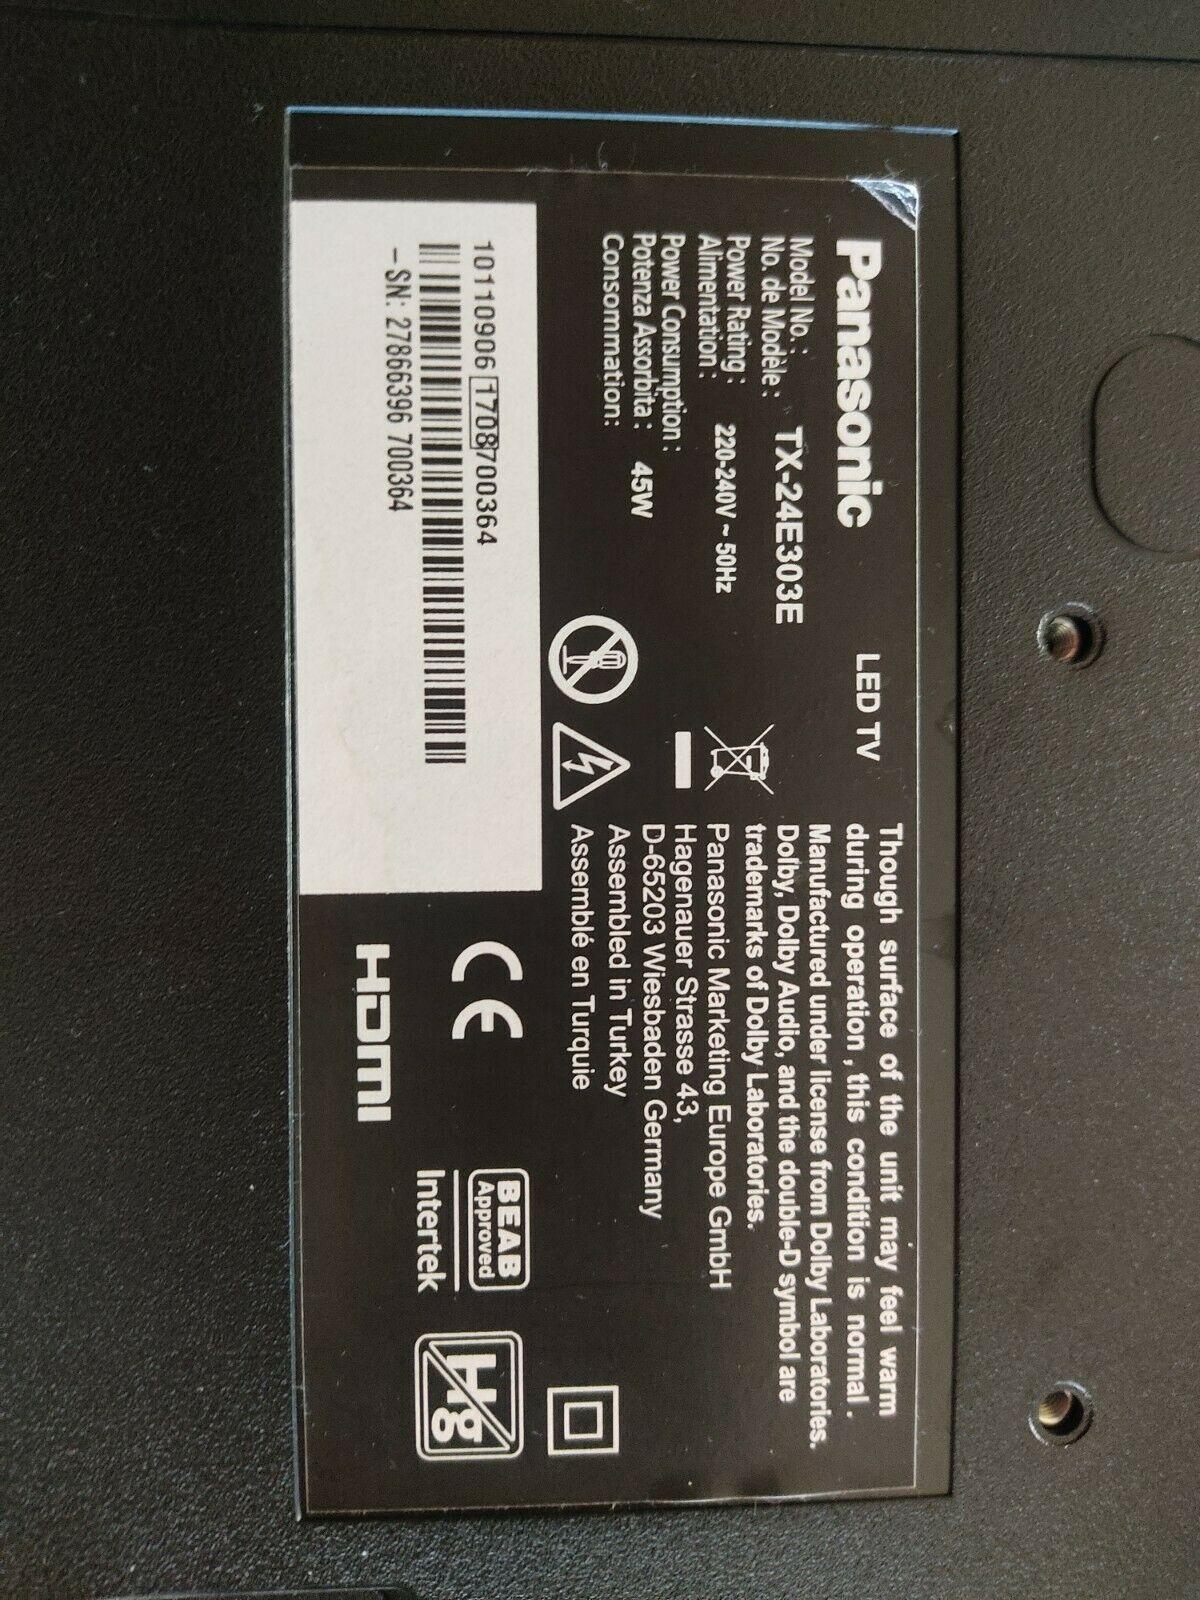 Panasonic
LED TV
Model No. :
No. de Modèle :
TX-24E303E
Power Rating :
Alimentation :
220-240V ~ 50Hz
Power Consumption :
Potenza Assorbita :
Consommation:
45W
10110906 1708700364
-SN: 27866396 700364
Though surface of the unit may feel warm
during operation , this condition is normal .
Manufactured under license from Dolby Laboratories.
Dolby, Dolby Audio, and the double-D symbol are
trademarks of Dolby Laboratories.
Panasonic Marketing Europe GmbH
Hagenauer Strasse 43,
D-65203 Wiesbaden Germany
Assembled in Turkey
Assemblé en Turquie
CE
HDMI
BEAB
Approved
Intertek
Hg